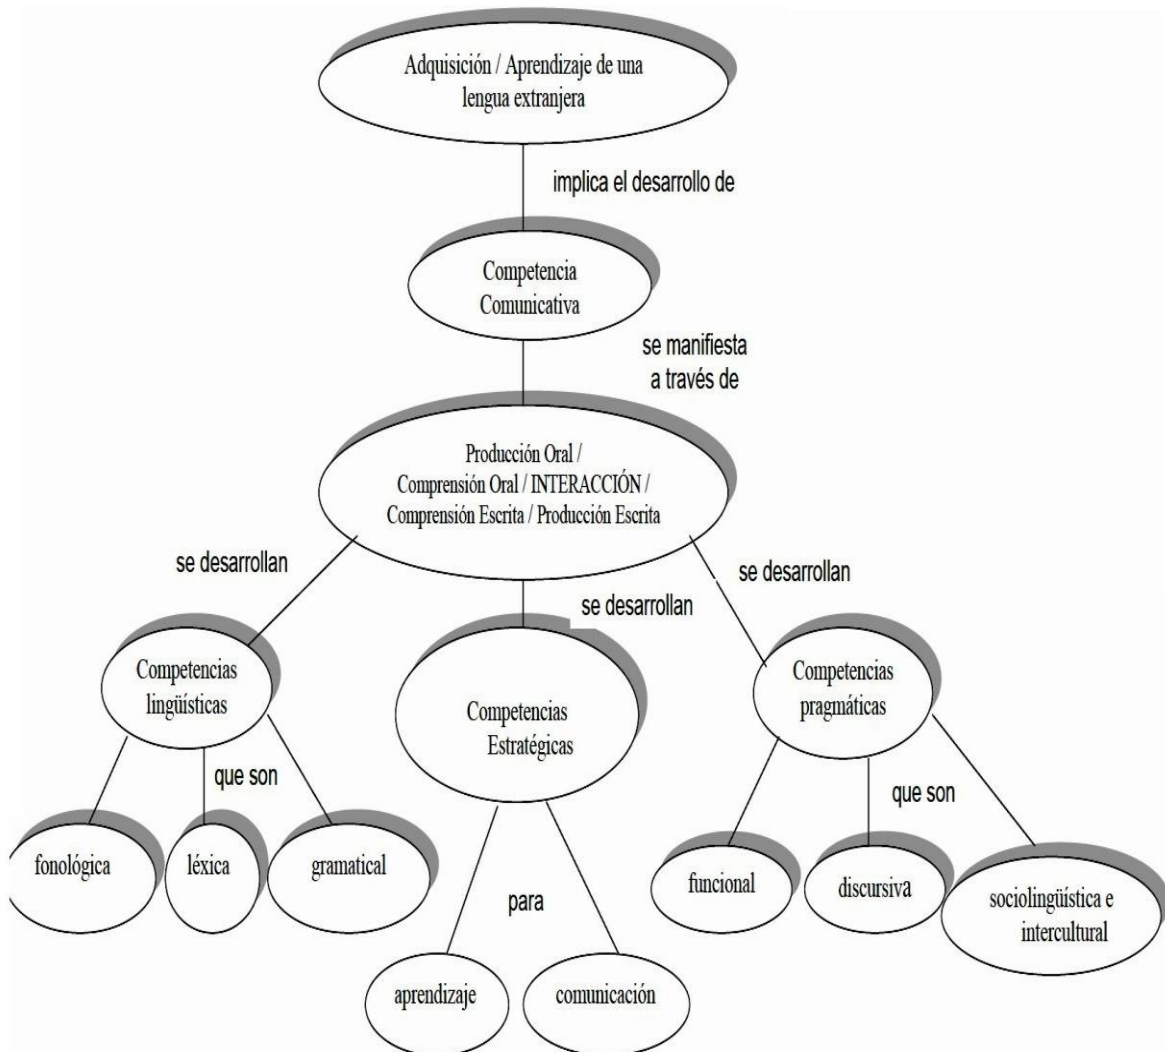 Adquisición / Aprendizaje de una
lengua extranjera
implica el desarrollo de
Competencia
Comunicativa
se manifiesta
a través de
Producción Oral /
Comprensión Oral / INTERACCIÓN /
Comprensión Escrita / Producción Escrita
se desarrollan
se desarrollan
se desarrollan
Competencias
lingüísticas
Competencias
Estratégicas
Competencias
pragmáticas
que son
que son
fonológica
léxica
gramatical
para
funcional
discursiva
sociolingüística e
intercultural
aprendizaje
comunicación